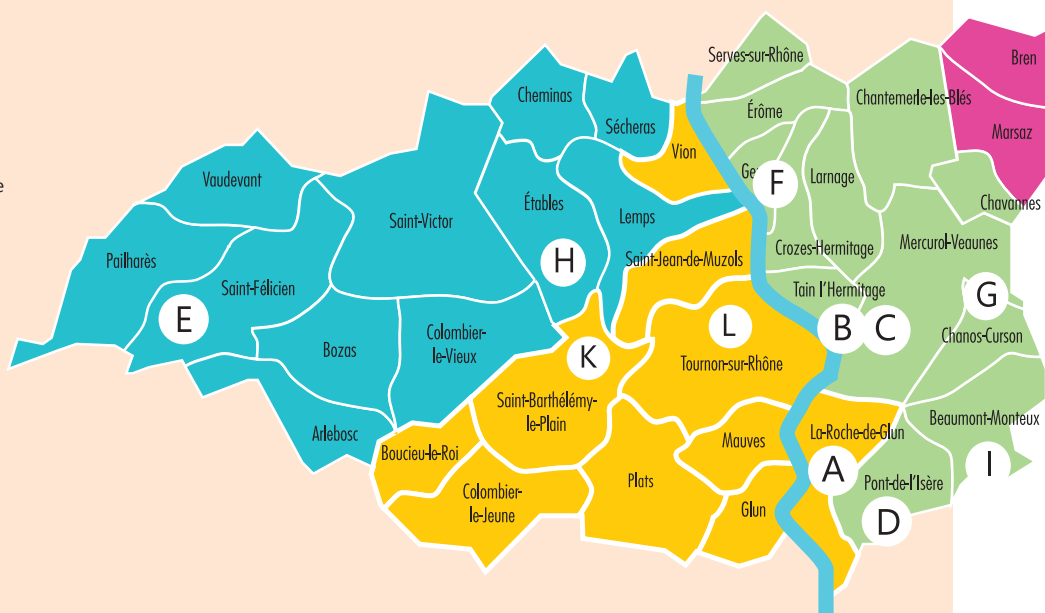 Serves-sur-Rhône
Bren
Cheminas
Chantemerle-les-Blés
Érôme
Sécheras
Marsaz
Vion
Ge
F
Larnage
e
Vaudevant
Étables
Chavannes
Lemps
Saint-Victor
Mercurol-Veaunes
Crozes-Hermitage
Pailharès
H
Saint-Jean-de-Muzols
Saint-Félicien
Tain l'Hermitage
G
E
L
B
C
Colombier-
le-Vieux
Chanos-Curson
Bozas
K
Tournon-sur-Rhône
Saint-Barthélémy-
le-Plain
Beaumont-Monteux
Arlebosc
Mauves
La-Roche-de-Glun
Boucieu-le-Roi
A
I
Plats
Pont-de-l'Isère
Colombier-
le-Jeune
Glun
D